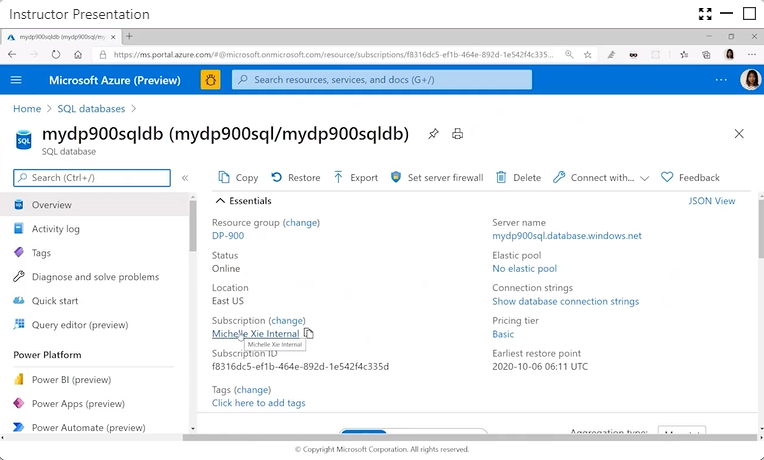 Instructor Presentation
mydp900sqldb (mydp900sql/myd
https://ms.portal.azure.com/#@microsoft.onmicrosoft.com/resource/subscriptions/f8316dc5-ef1b-464e-892d-1e542f4c335...
Microsoft Azure (Preview)
Search resources, services, and docs (G+/)
Home > SQL databases >
SQL
mydp900sqldb (mydp900sql/mydp900sqldb)
SQL database
Search (Ctrl+/)
Copy Restore Export Set server firewall Delete Connect with... Feedback
Overview
Activity log
Tags
Diagnose and solve problems
Quick start
Query editor (preview)
Power Platform
Power BI (preview)
Power Apps (preview)
Power Automate (preview)
Essentials
JSON View
Resource group (change)
DP-900
Status
Online
Location
East US
Subscription (change)
Michelle Xie Internal
Michelle Xie Internal
Subscription ID
f8316dc5-ef1b-464e-892d-1e542f4c335d
Tags (change)
Click here to add tags
Server name
mydp900sql.database.windows.net
Elastic pool
No elastic pool
Connection strings
Show database connection strings
Pricing tier
Basic
Earliest restore point
2020-10-06 06:11 UTC
Aggregation type:
© Copyright Microsoft Corporation. All rights reserved.